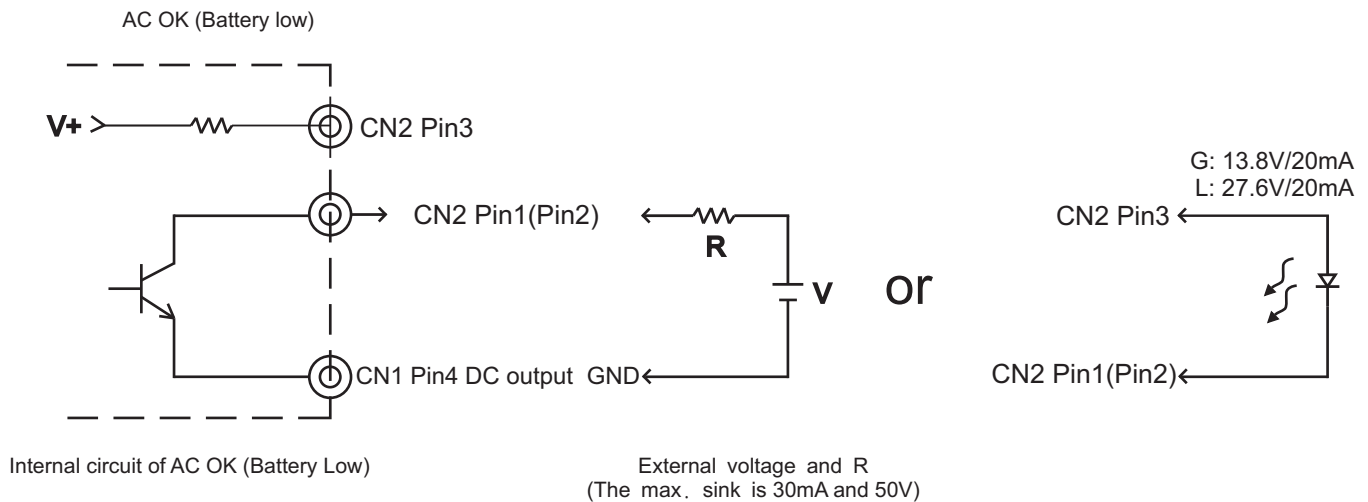 AC OK (Battery low)
V+
CN2 Pin3
CN2 Pin1(Pin2)
R
V
CN1 Pin4 DC output GND
Internal circuit of AC OK (Battery Low)
External voltage and R
(The max. sink is 30mA and 50V)
or
G: 13.8V/20mA
L: 27.6V/20mA
CN2 Pin3
CN2 Pin1(Pin2)